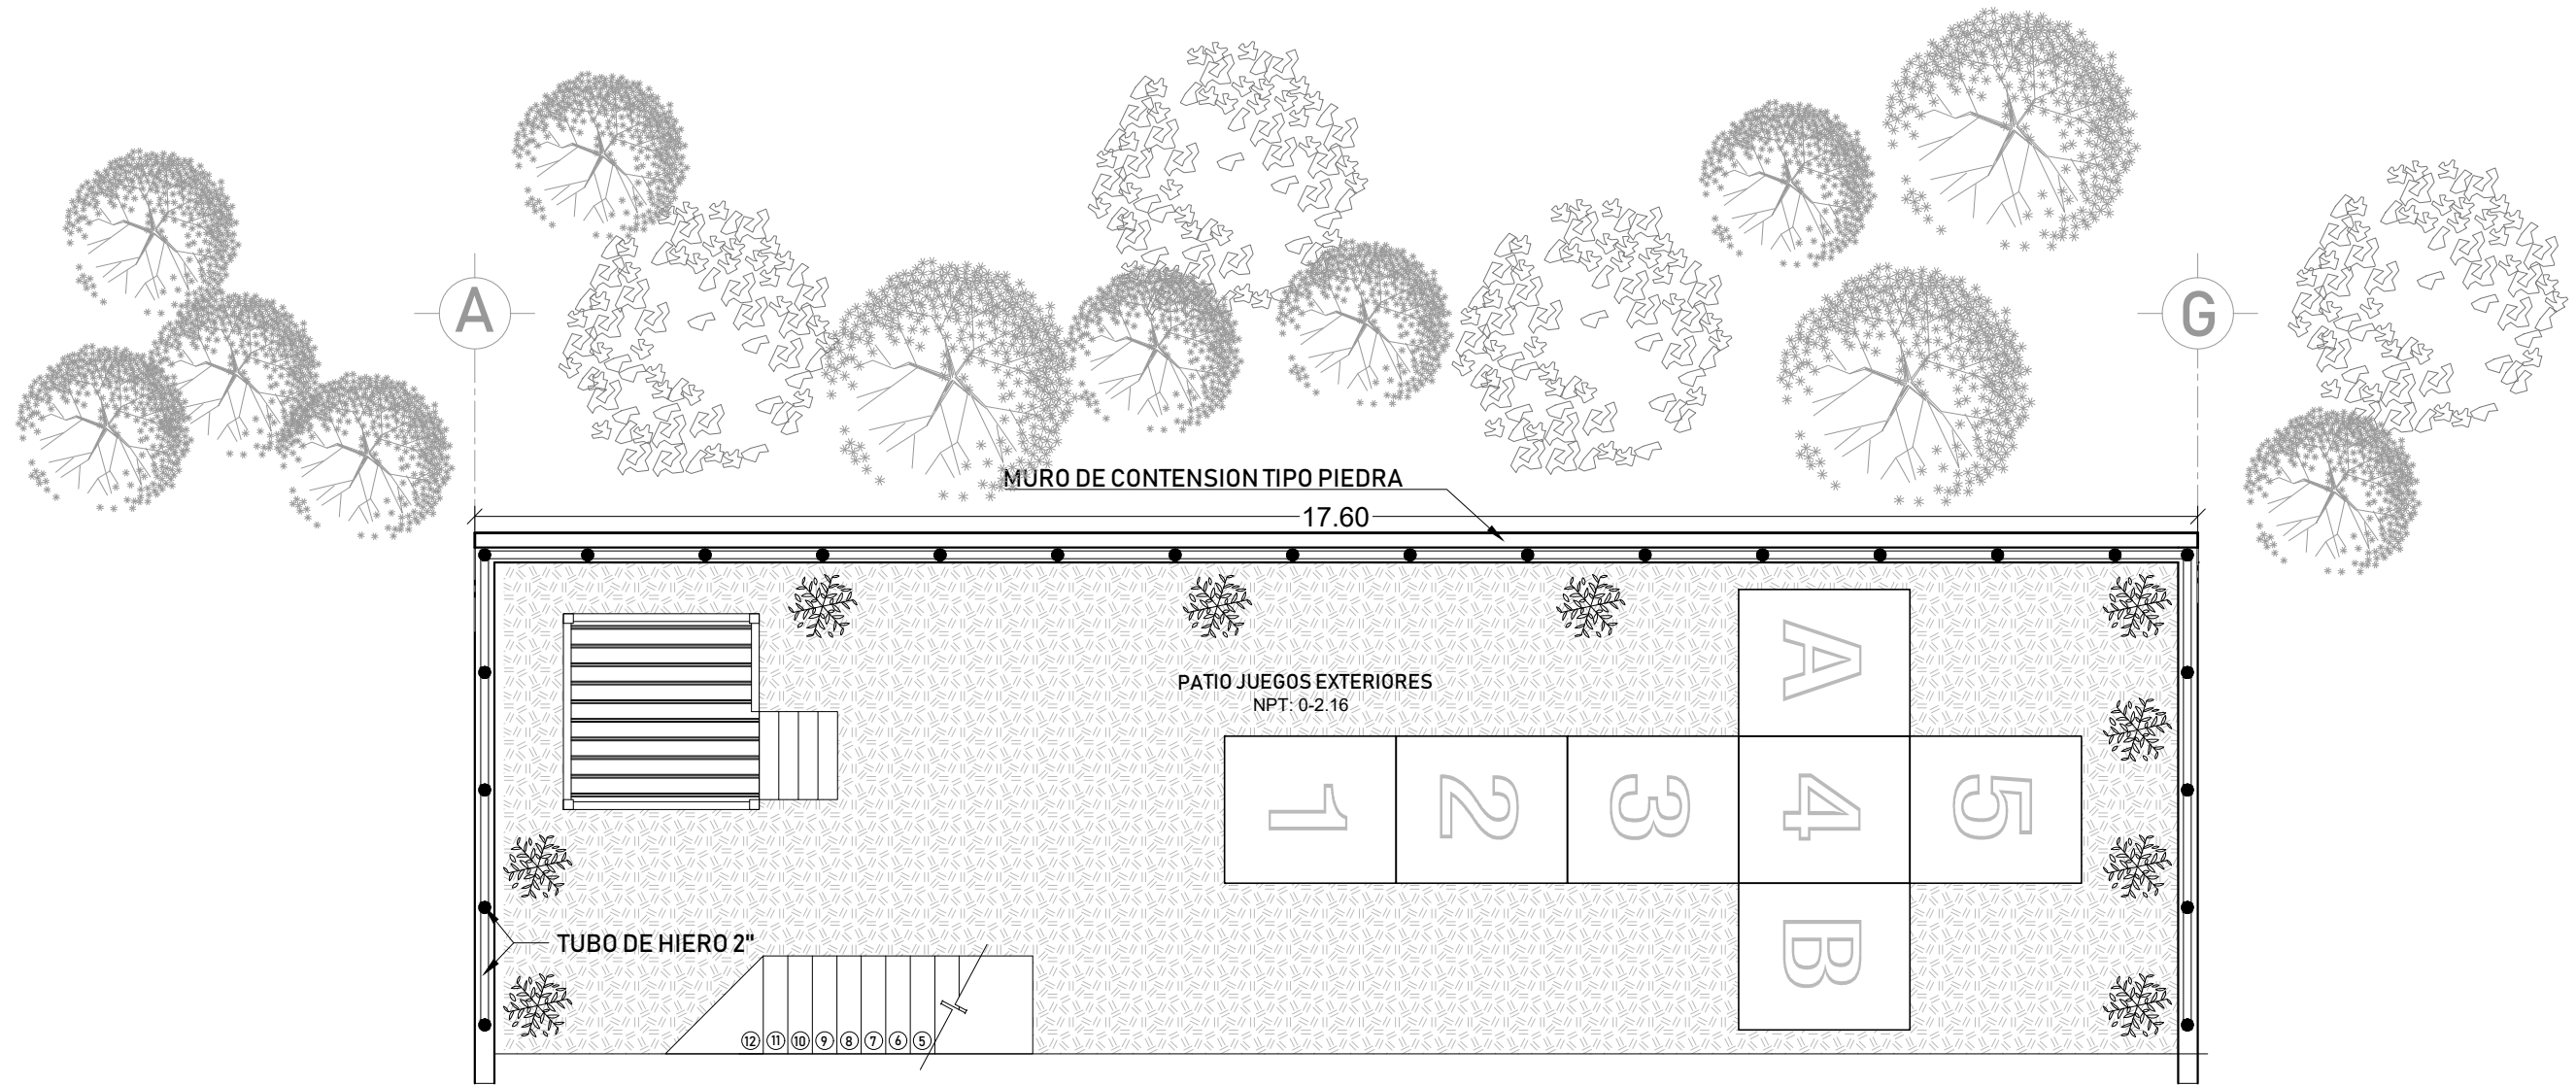 A
G
MURO DE CONTENSION TIPO PIEDRA
17.60
A
PATIO JUEGOS EXTERIORES
NPT: 0-2.16
1 2 3 4 5
B
TUBO DE HIERO 2"
12 11 10 9 8 7 6 5